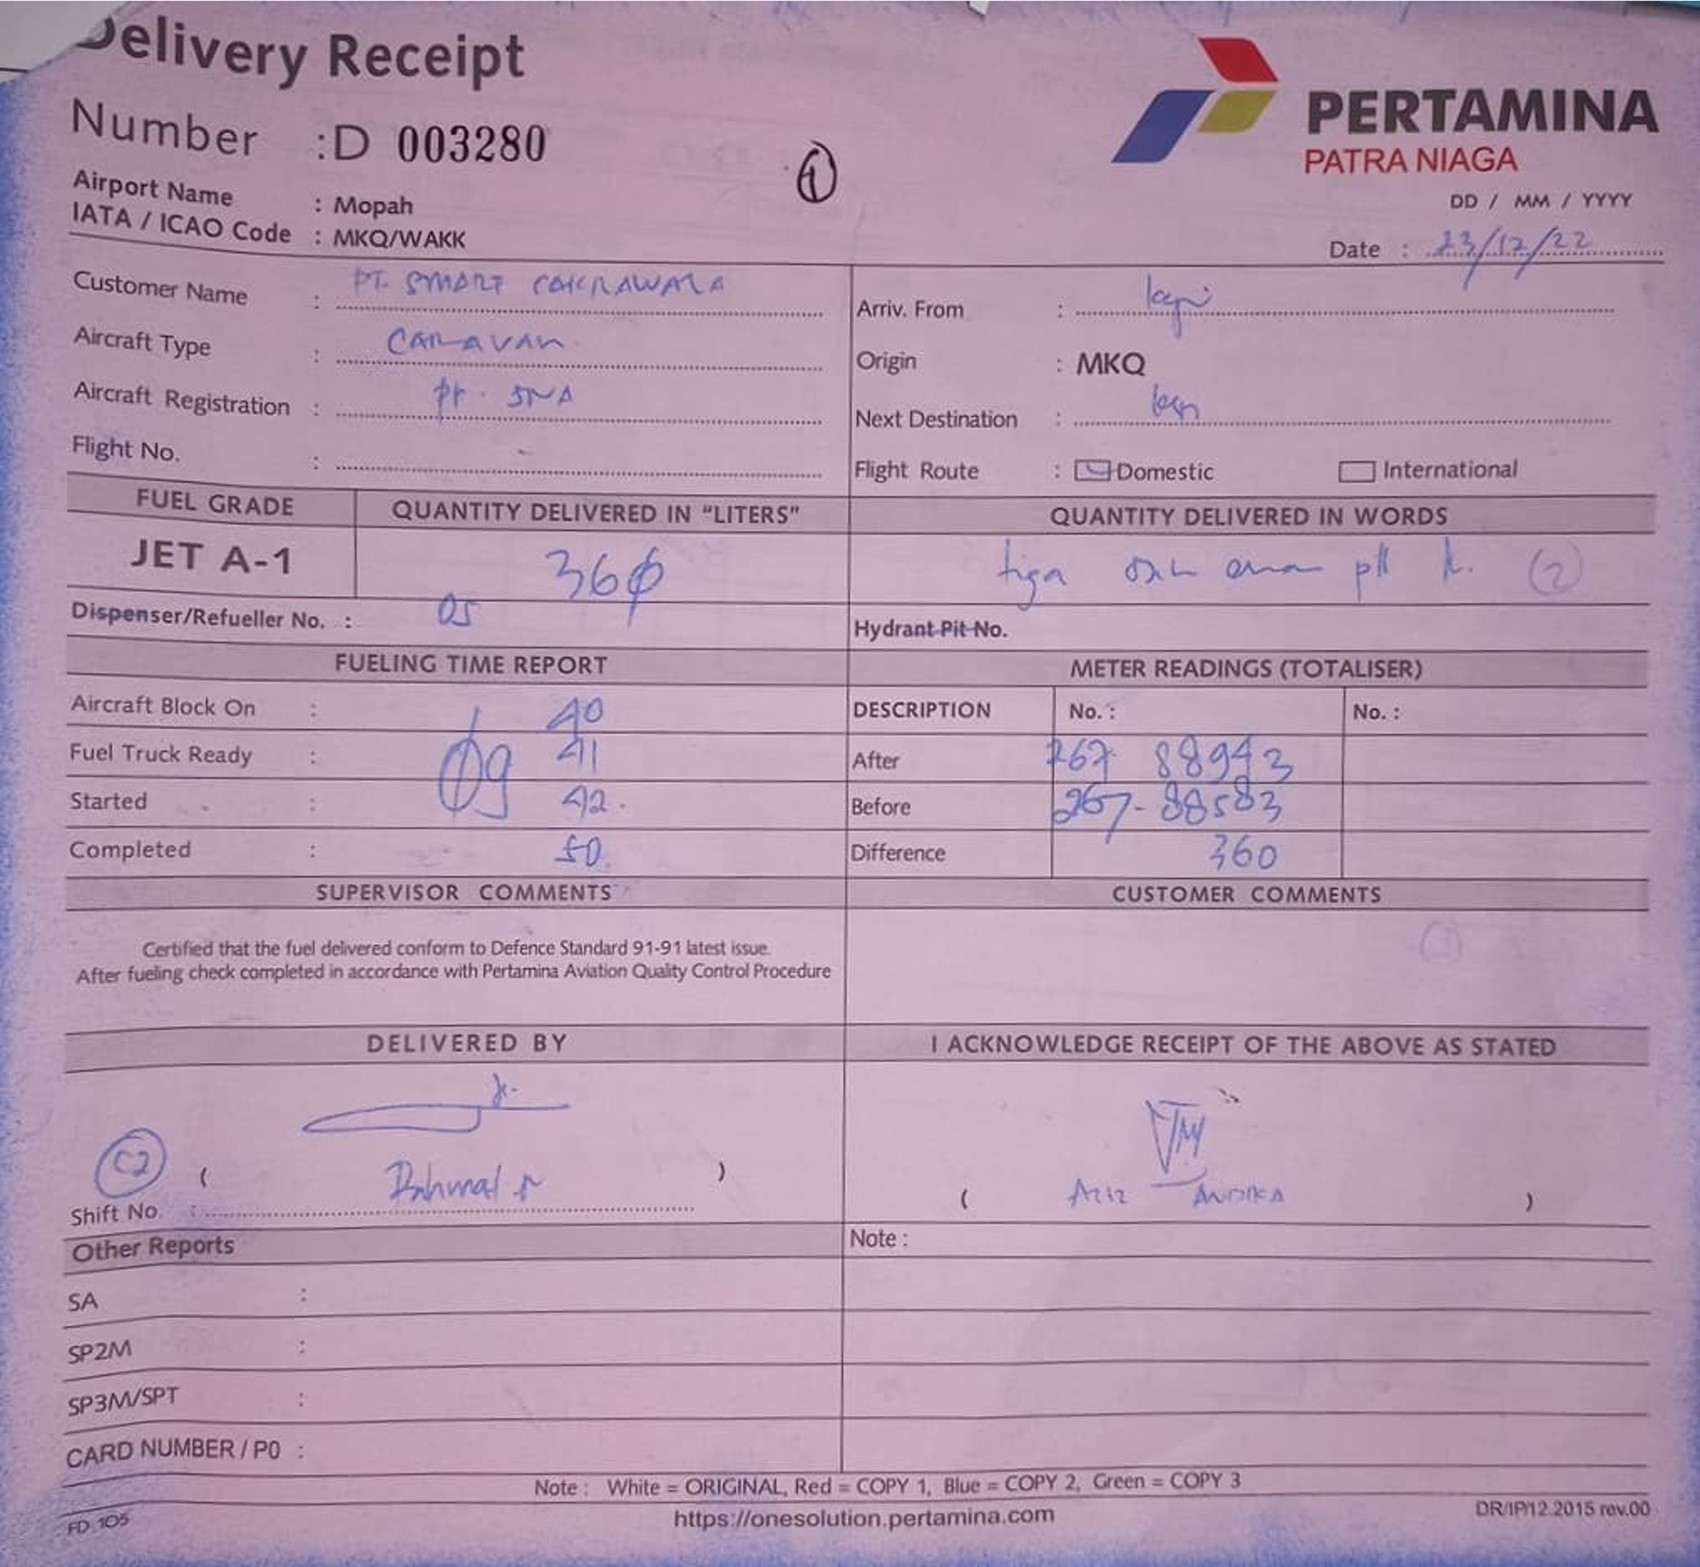 Delivery Receipt
Number : D 003280
①
PERTAMINA
PATRA NIAGA
Airport Name : Mopah
IATA / ICAO Code : MKQ/WAKK
DD / MM / YYYY
Date : 23/12/22
Customer Name : PT. SMART CAKRAWALA
Aircraft Type : CARAVAN
Aircraft Registration : PK - SNA
Flight No. : -
Arriv. From : kepi
Origin : MKQ
Next Destination :
Flight Route : Domestic International
FUEL GRADE QUANTITY DELIVERED IN "LITERS" QUANTITY DELIVERED IN WORDS
JET A-1 360 tiga enam ②
Dispenser/Refueller No. : 05
Hydrant Pit No.
FUELING TIME REPORT
Aircraft Block On : 40
Fuel Truck Ready : 09 41
Started : 42
Completed : 50
METER READINGS (TOTALISER)
DESCRIPTION No. : No. :
After 267 88943
Before 267-88583
Difference 360
SUPERVISOR COMMENTS
Certified that the fuel delivered conform to Defence Standard 91-91 latest issue.
After fueling check completed in accordance with Pertamina Aviation Quality Control Procedure
CUSTOMER COMMENTS
DELIVERED BY
C2 ( )
Shift No. :
I ACKNOWLEDGE RECEIPT OF THE ABOVE AS STATED
( AZIZ ANDIKA )
Other Reports
SA :
SP2M :
SP3M/SPT :
CARD NUMBER / P0 :
Note :
Note : White = ORIGINAL, Red = COPY 1, Blue = COPY 2, Green = COPY 3
FD 105
https://onesolution.pertamina.com
DR/IP/12.2015 rev.00